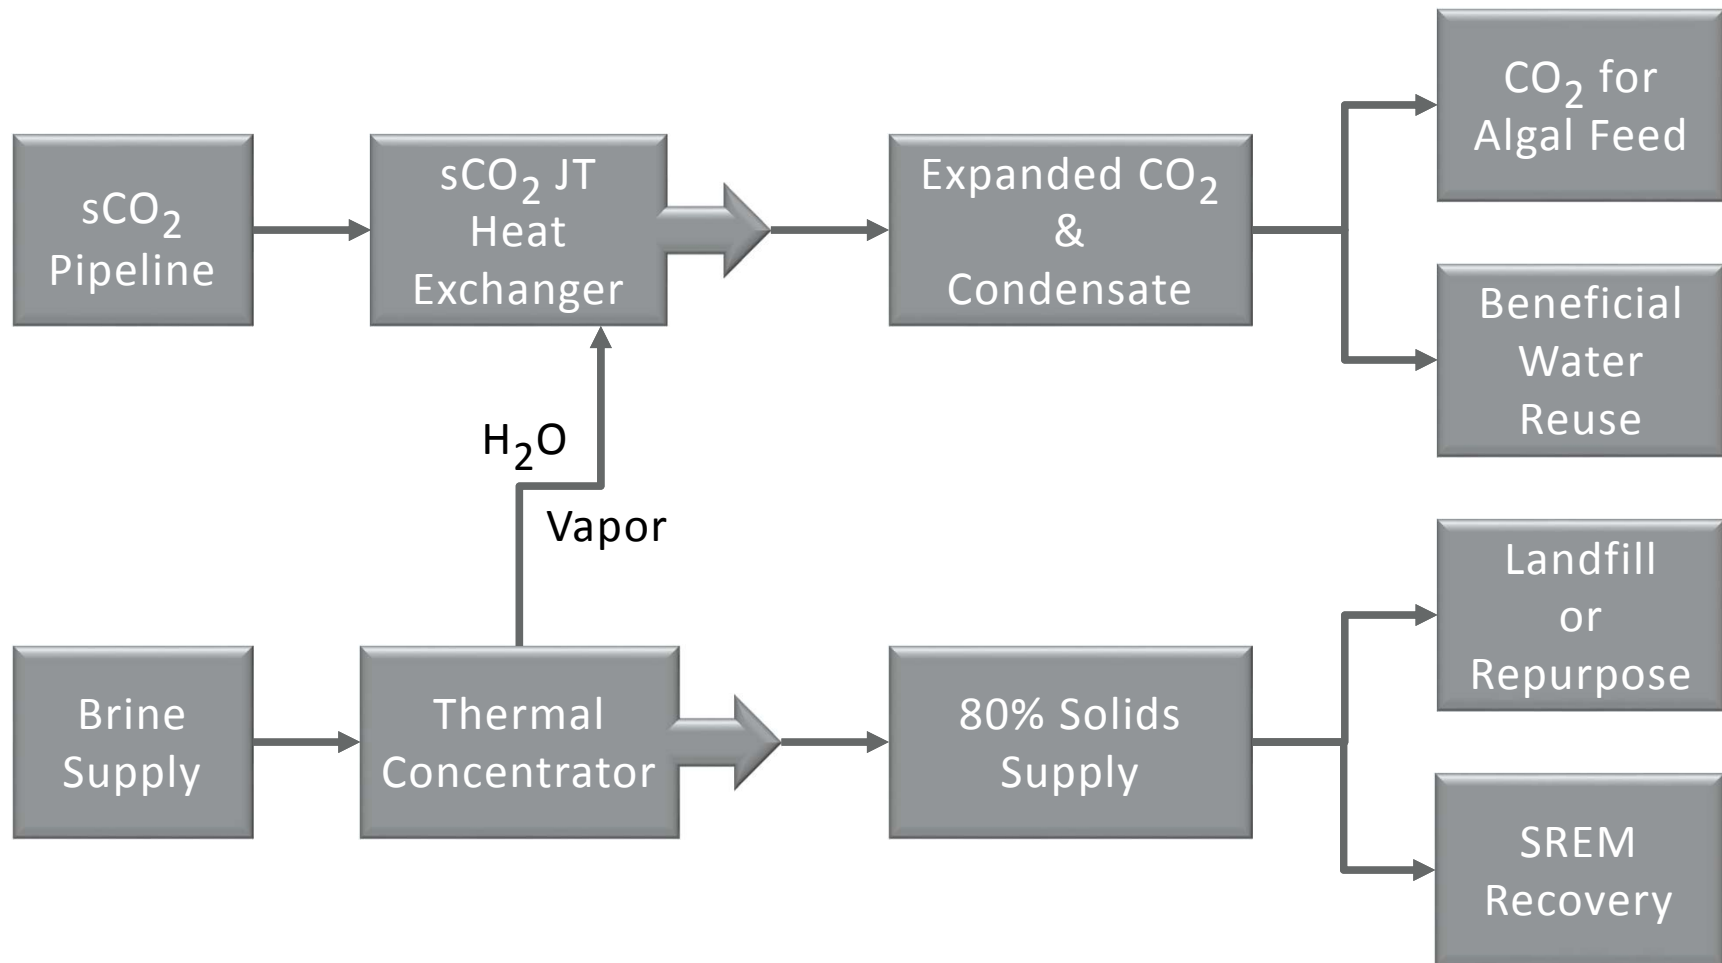 sCO₂
Pipeline
sCO₂ JT
Heat
Exchanger
Expanded CO₂
&
Condensate
CO₂ for
Algal Feed
Beneficial
Water
Reuse
H₂O
Vapor
Brine
Supply
Thermal
Concentrator
80% Solids
Supply
Landfill
or
Repurpose
SREM
Recovery